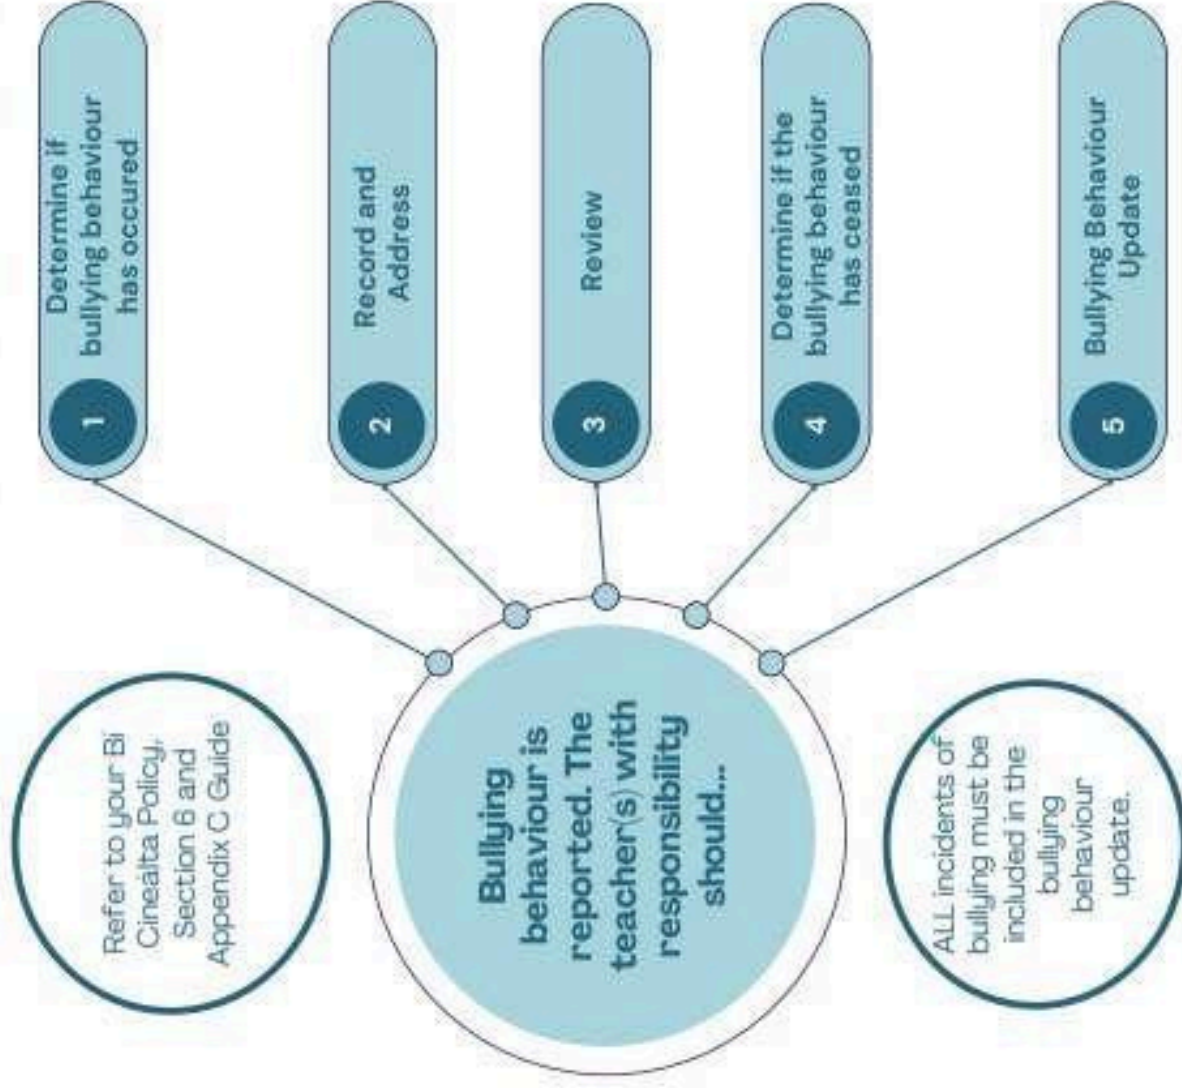 Refer to your Bí
Cineálta Policy,
Section 6 and
Appendix C Guide
Bullying
behaviour is
reported. The
teacher(s) with
responsibility
should...
ALL incidents of
bullying must be
included in the
bullying
behaviour
update.
1
Determine if
bullying behaviour
has occured
2
Record and
Address
3
Review
4
Determine if the
bullying behaviour
has ceased
5
Bullying Behaviour
Update